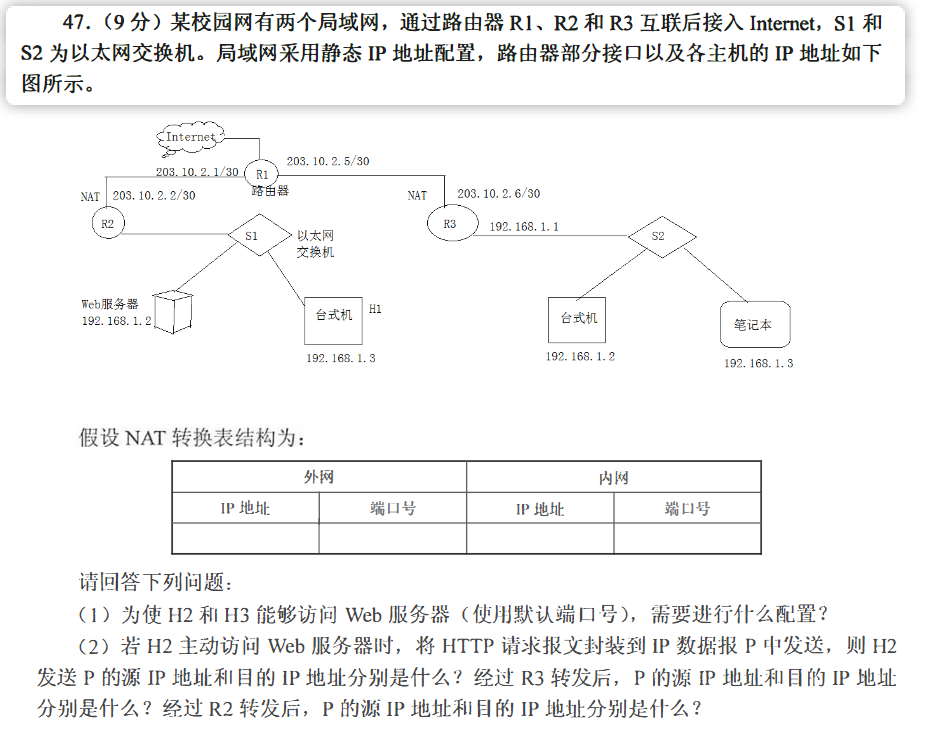 47.（9 分）某校园网有两个局域网，通过路由器 R1、R2 和 R3 互联后接入 Internet，S1 和
S2 为以太网交换机。局域网采用静态 IP 地址配置，路由器部分接口以及各主机的 IP 地址如下
图所示。
Internet
203.10.2.5/30
203.10.2.1/30
R1
路由器
NAT
203.10.2.2/30
NAT
203.10.2.6/30
R2
R3
192.168.1.1
S1
以太网
交换机
S2
Web服务器
192.168.1.2
台式机
H1
192.168.1.3
台式机
192.168.1.2
笔记本
192.168.1.3
假设 NAT 转换表结构为：
外网
内网
IP 地址
端口号
IP 地址
端口号
请回答下列问题：
（1）为使 H2 和 H3 能够访问 Web 服务器（使用默认端口号），需要进行什么配置？
（2）若 H2 主动访问 Web 服务器时，将 HTTP 请求报文封装到 IP 数据报 P 中发送，则 H2
发送 P 的源 IP 地址和目的 IP 地址分别是什么？经过 R3 转发后，P 的源 IP 地址和目的 IP 地址
分别是什么？经过 R2 转发后，P 的源 IP 地址和目的 IP 地址分别是什么？